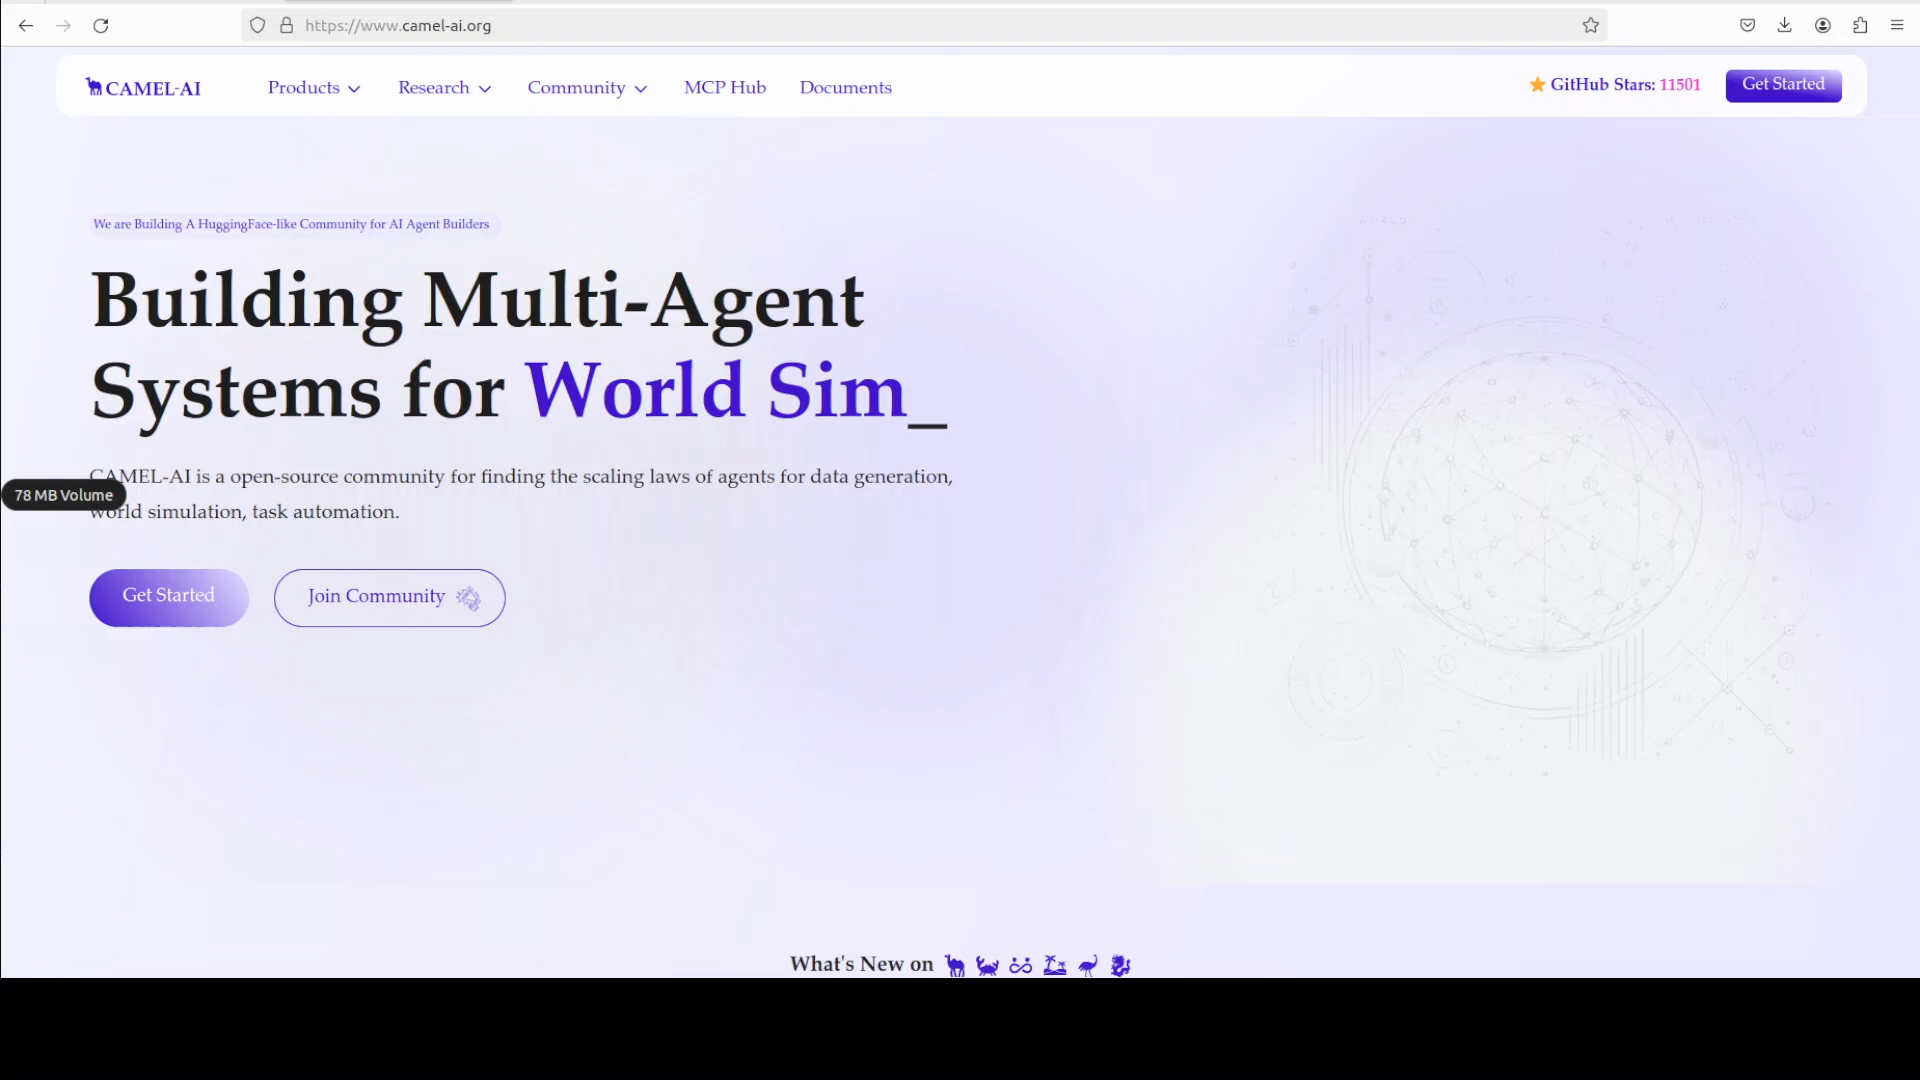 https://www.camel-ai.org
CAMEL-AI
Products
Research
Community
MCP Hub
Documents
GitHub Stars: 11501
Get Started
We are Building A HuggingFace-like Community for AI Agent Builders
Building Multi-Agent
Systems for World Sim_
CAMEL-AI is a open-source community for finding the scaling laws of agents for data generation,
78 MB Volume
world simulation, task automation.
Get Started
Join Community
What's New on